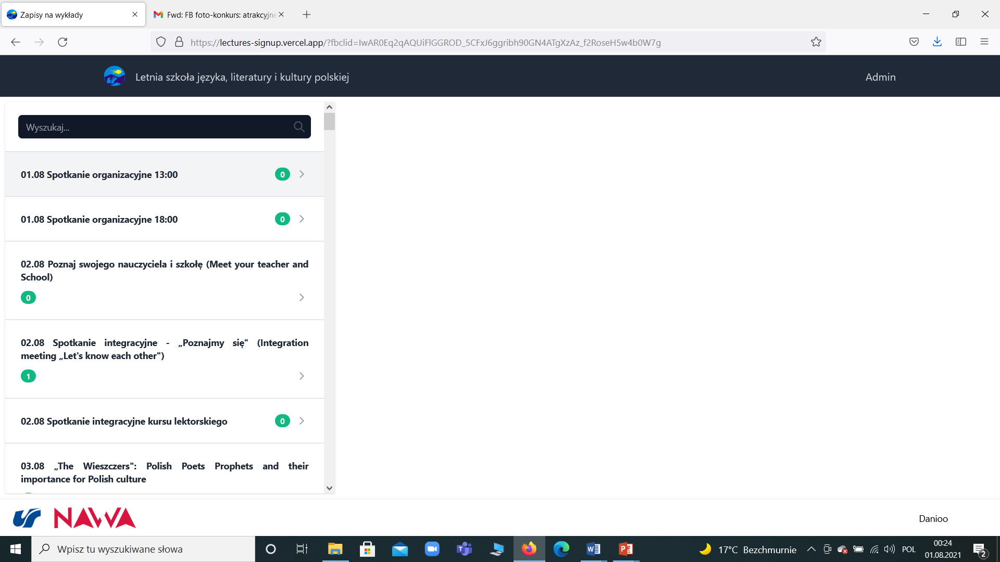 Zapisy na wykłady
Fwd: FB foto-konkurs: atrakcyjne
https://lectures-signup.vercel.app/?fbclid=IwAR0Eq2qAQUiFlGGROD_5CFxJ6ggribh90GN4ATgXzAz_f2RoseH5w4b0W7g
Letnia szkoła języka, literatury i kultury polskiej
Admin
Wyszukaj...
01.08 Spotkanie organizacyjne 13:00
0
01.08 Spotkanie organizacyjne 18:00
0
02.08 Poznaj swojego nauczyciela i szkołę (Meet your teacher and
School)
0
02.08 Spotkanie integracyjne - „Poznajmy się" (Integration
meeting „Let's know each other")
1
02.08 Spotkanie integracyjne kursu lektorskiego
0
03.08 „The Wieszczers": Polish Poets Prophets and their
importance for Polish culture
NAWA
Danioo
Wpisz tu wyszukiwane słowa
17°C Bezchmurnie
POL
00:24
01.08.2021
2